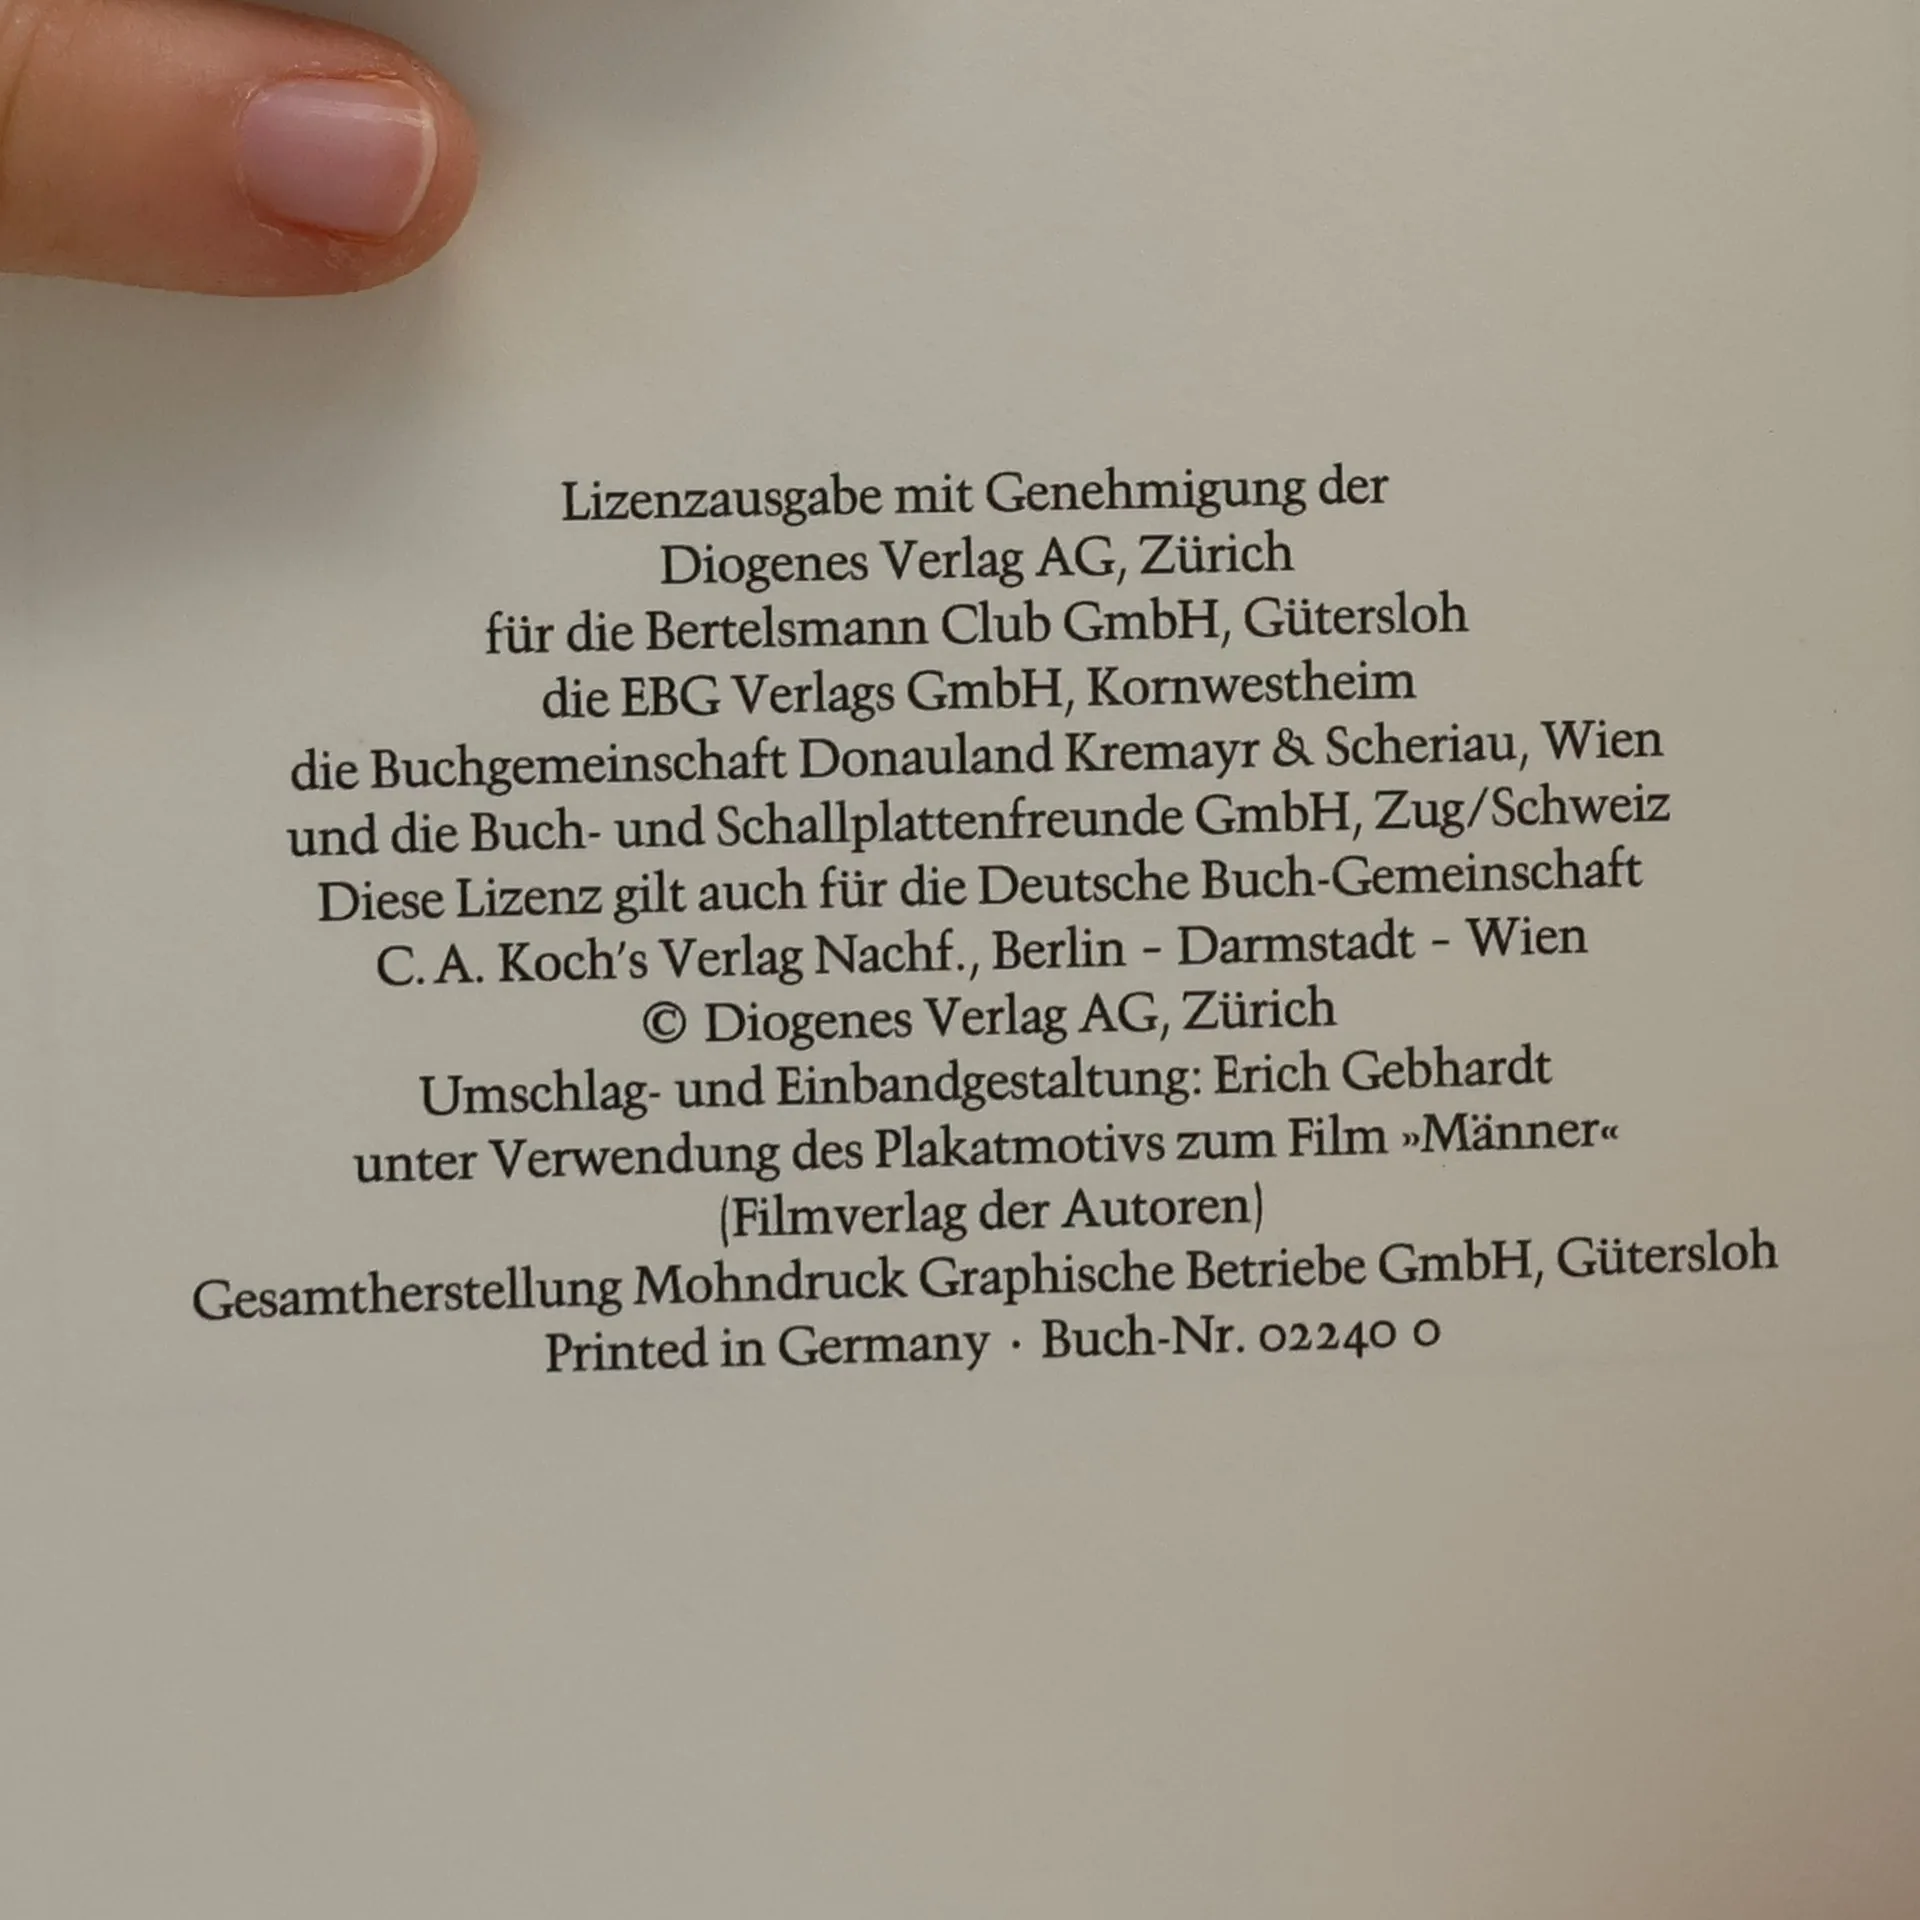 Lizenzausgabe mit Genehmigung der
Diogenes Verlag AG, Zürich
für die Bertelsmann Club GmbH, Gütersloh
die EBG Verlags GmbH, Kornwestheim
die Buchgemeinschaft Donauland Kremayr & Scheriau, Wien
und die Buch- und Schallplattenfreunde GmbH, Zug/Schweiz
Diese Lizenz gilt auch für die Deutsche Buch-Gemeinschaft
C. A. Koch's Verlag Nachf., Berlin – Darmstadt – Wien
© Diogenes Verlag AG, Zürich
Umschlag- und Einbandgestaltung: Erich Gebhardt
unter Verwendung des Plakatmotivs zum Film »Männer«
(Filmverlag der Autoren)
Gesamtherstellung Mohndruck Graphische Betriebe GmbH, Gütersloh
Printed in Germany · Buch-Nr. 02240 0